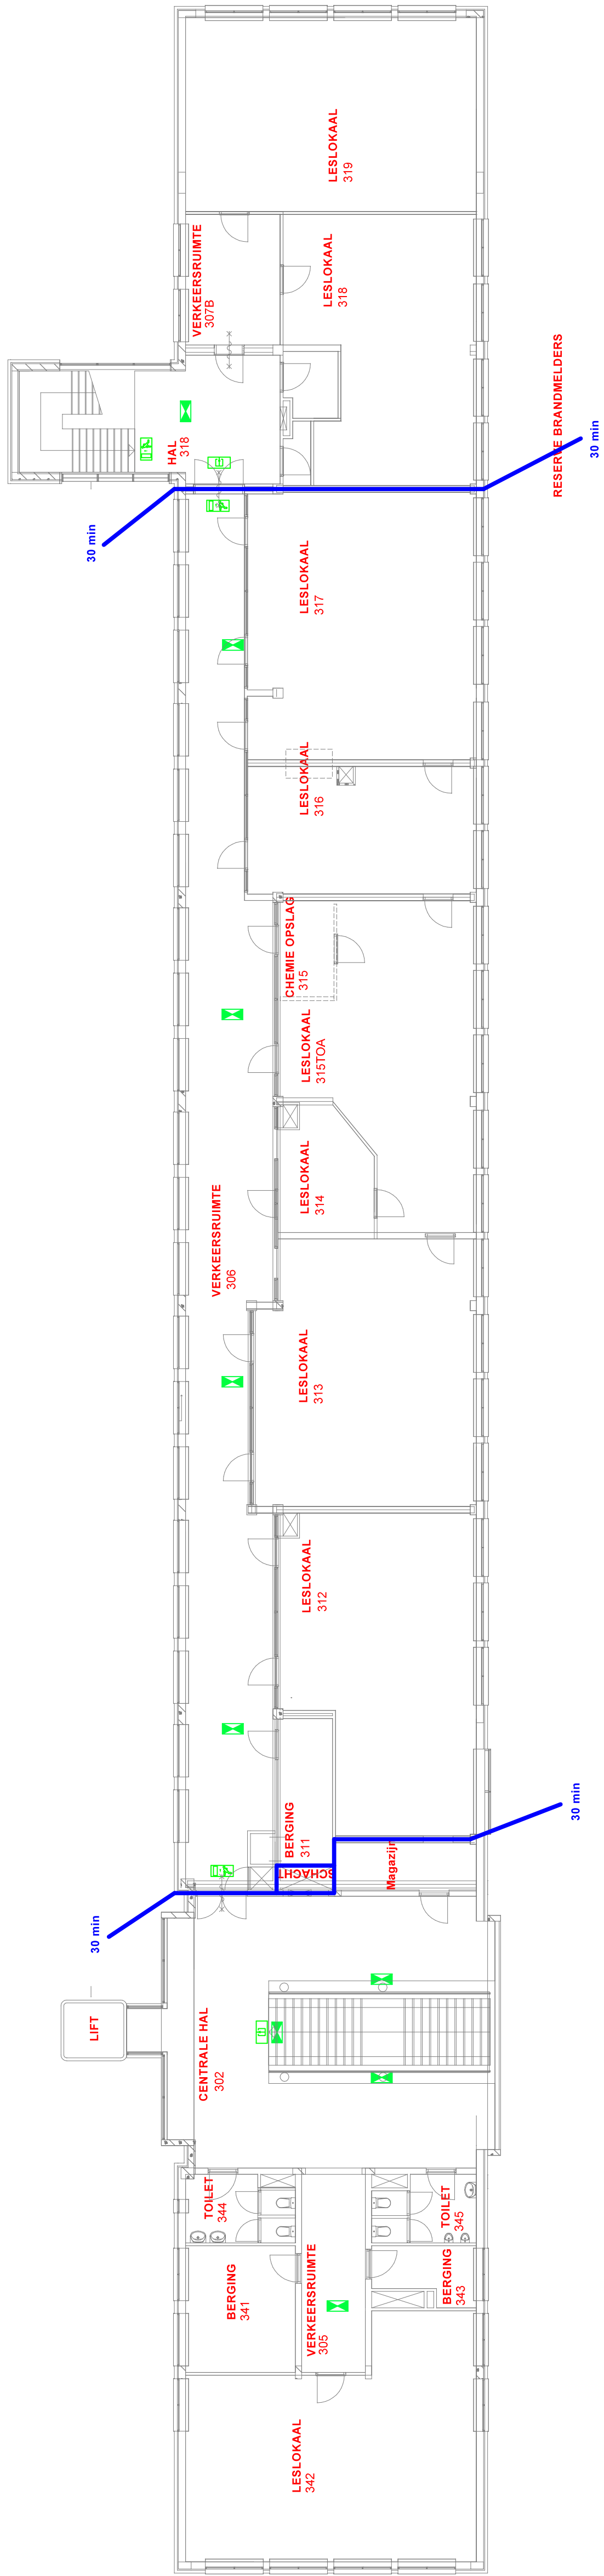 LESLOKAAL
319
VERKEERSRUIMTE
307B
LESLOKAAL
318
HAL
318
RESERVE BRANDMELDERS
30 min
30 min
LESLOKAAL
317
LESLOKAAL
316
CHEMIE OPSLAG
315
LESLOKAAL
315TOA
LESLOKAAL
314
VERKEERSRUIMTE
306
LESLOKAAL
313
LESLOKAAL
312
BERGING
311
SCHACHT
Magazijn
30 min
30 min
LIFT
CENTRALE HAL
302
TOILET
344
TOILET
345
BERGING
341
VERKEERSRUIMTE
305
BERGING
343
LESLOKAAL
342